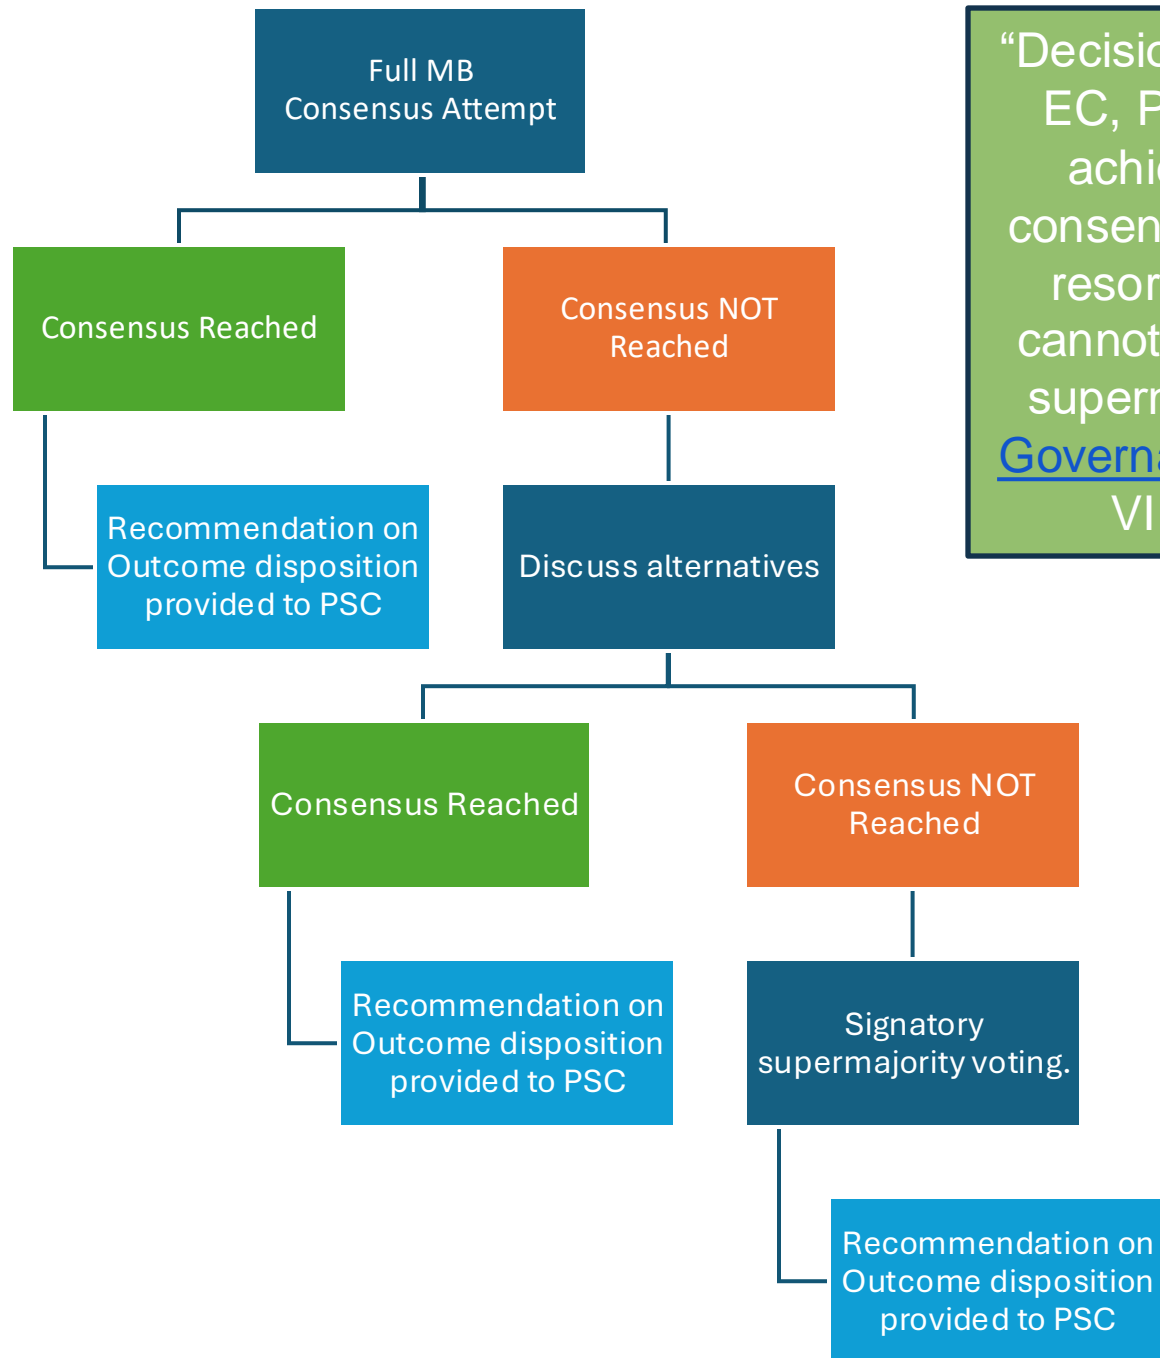 Full MB
Consensus Attempt
Consensus Reached
Consensus NOT
Reached
Recommendation on
Outcome disposition
provided to PSC
Discuss alternatives
Consensus Reached
Consensus NOT
Reached
Recommendation on
Outcome disposition
provided to PSC
Signatory
supermajority voting.
Recommendation on
Outcome disposition
provided to PSC
EC,
cannot
VI